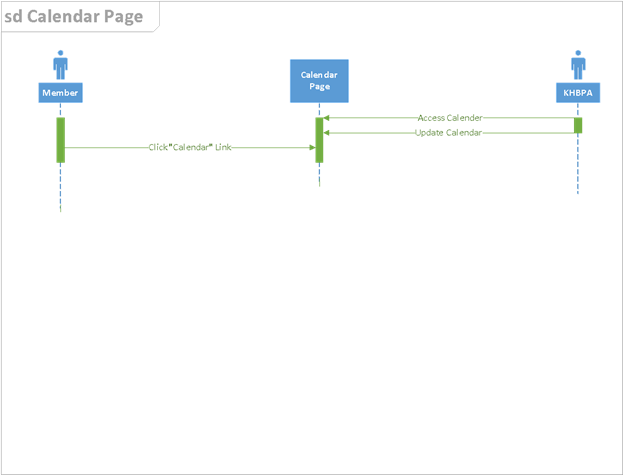 sd Calendar Page
Member
Calendar
Page
KHBPA
Access Calender
Update Calendar
Click"Calendar" Link